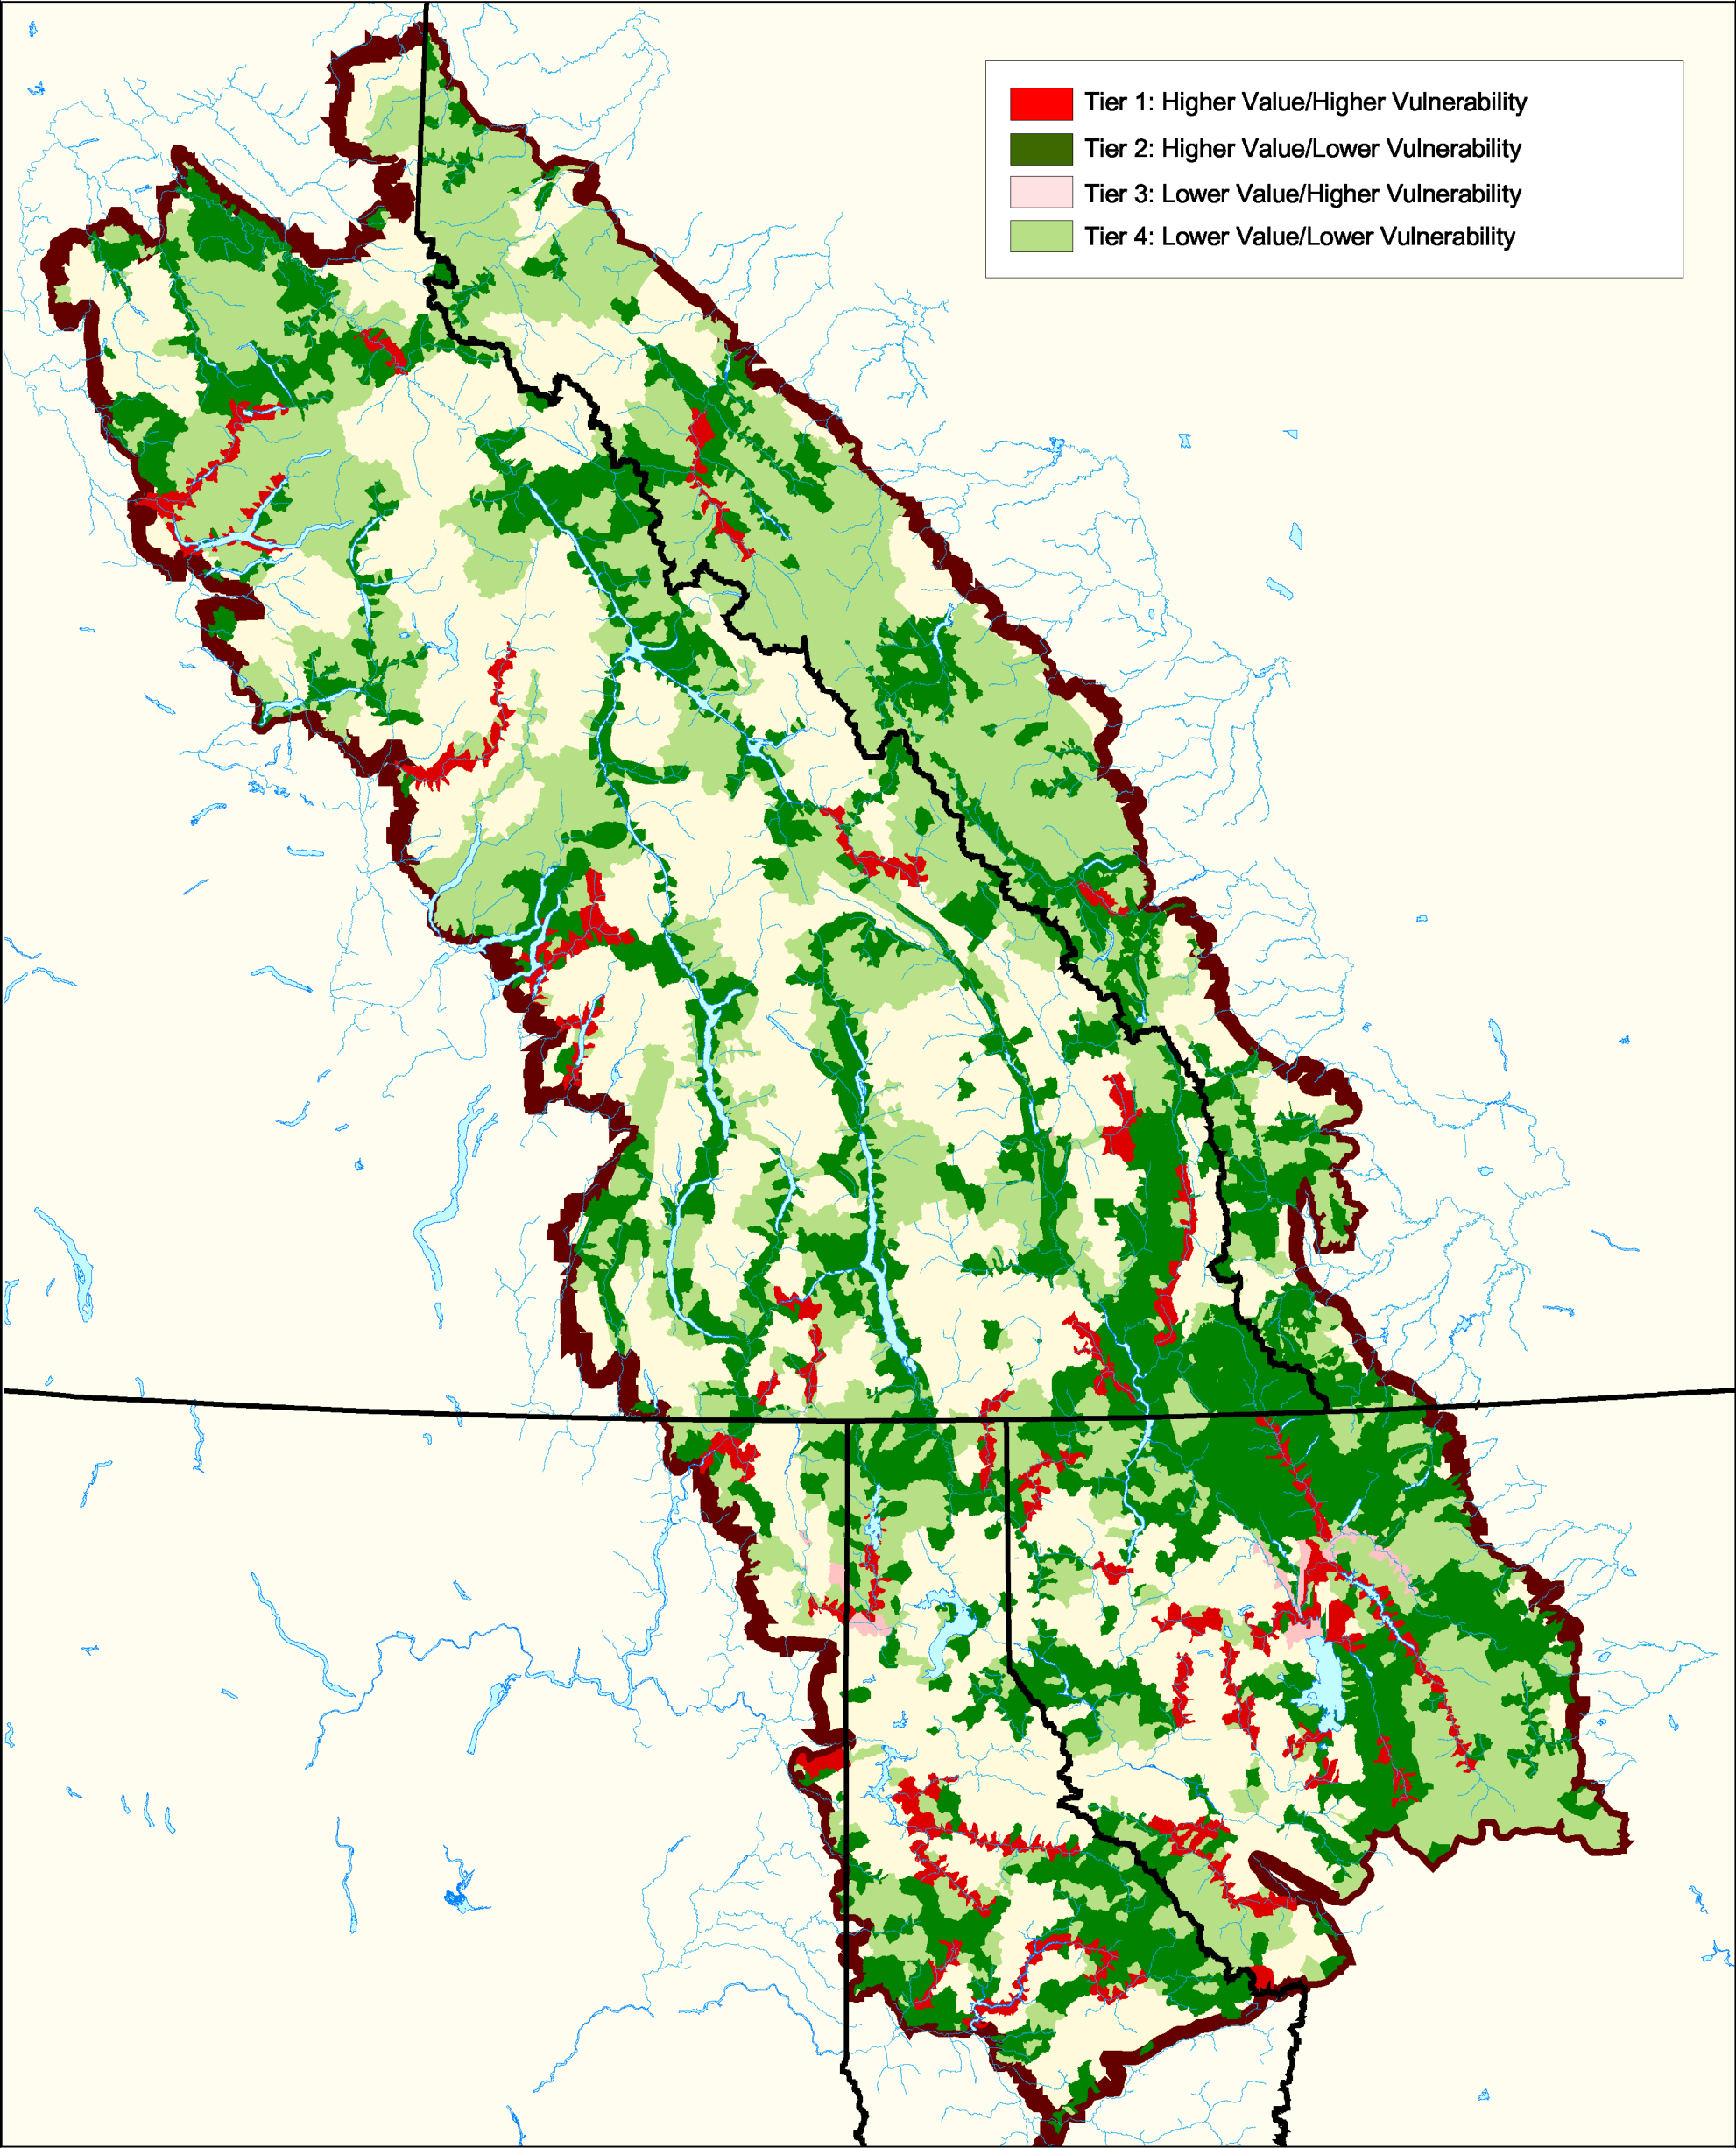 Tier 1: Higher Value/Higher Vulnerability
Tier 2: Higher Value/Lower Vulnerability
Tier 3: Lower Value/Higher Vulnerability
Tier 4: Lower Value/Lower Vulnerability